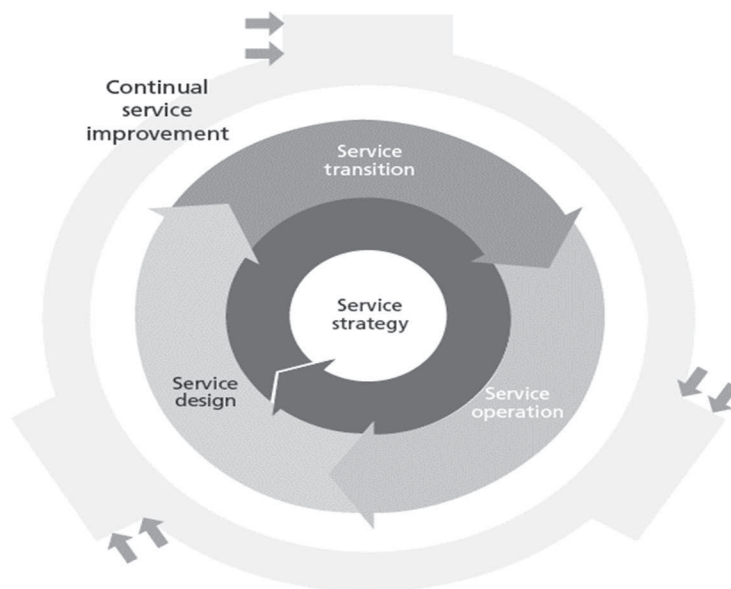 Continual
service
improvement
Service
transition
Service
strategy
Service
design
Service
operation